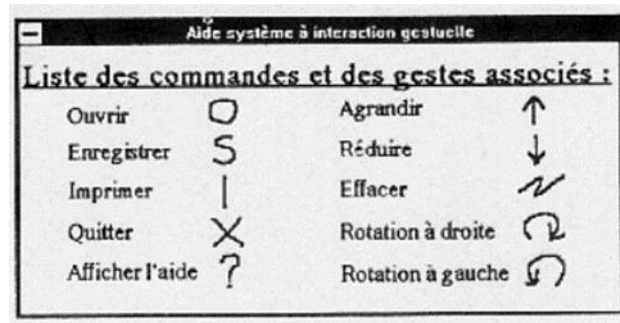 Aide système à interaction gestuelle
Liste des commandes et des gestes associés :
Ouvrir
Enregistrer S
Imprimer
Quitter
Afficher l'aide ?
Agrandir
Réduire
Effacer
Rotation à droite
Rotation à gauche